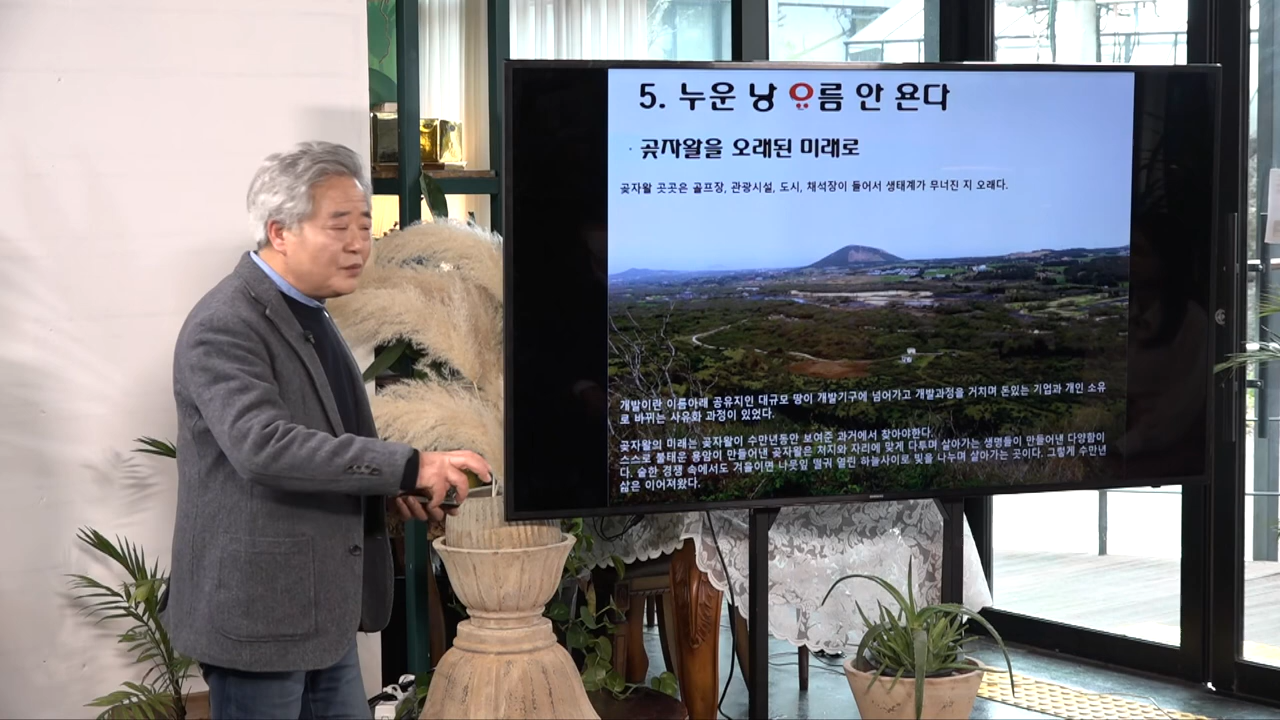 5. 누운 낭 ᄋᆢ름 안 욘다
· 곶자왈을 오래된 미래로
곶자왈 곳곳은 골프장, 관광시설, 도시, 채석장이 들어서 생태계가 무너진 지 오래다.
개발이란 이름아래 공유지인 대규모 땅이 개발기구에 넘어가고 개발과정을 거치며 돈있는 기업과 개인 소유
로 바뀌는 사유화 과정이 있었다.
곶자왈의 미래는 곶자왈이 수만년동안 보여준 과거에서 찾아야한다.
스스로 불태운 용암이 만들어낸 곶자왈은 처지와 자리에 맞게 다투며 살아가는 생명들이 만들어낸 다양함이
다. 숱한 경쟁 속에서도 겨울이면 나뭇잎 떨궈 열린 하늘사이로 빛을 나누며 살아가는 곳이다. 그렇게 수만년
삶은 이어져왔다.